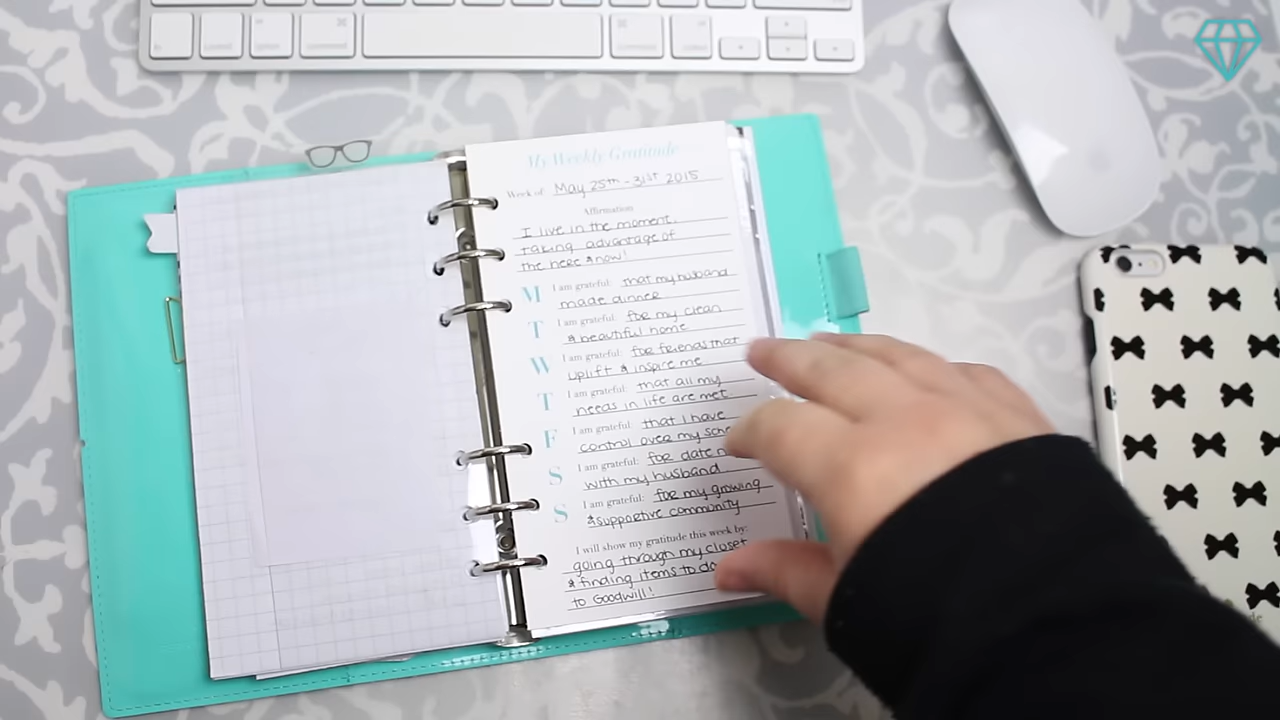 My Weekly Gratitude
Week of: May 25th - 31st 2015
Affirmation
I live in the moment.
Taking advantage of
the here & now!
M I am grateful: that my husband
made dinner
T I am grateful: for my clean
& beautiful home
W I am grateful: for friends that
uplift & inspire me
T I am grateful: that all my
needs in life are met
F I am grateful: that I have
control over my
S I am grateful: for date
with my husband
S I am grateful: for my growing
& supportive community
I will show my gratitude this week by:
going through my closet
& finding items to
to Goodwill!